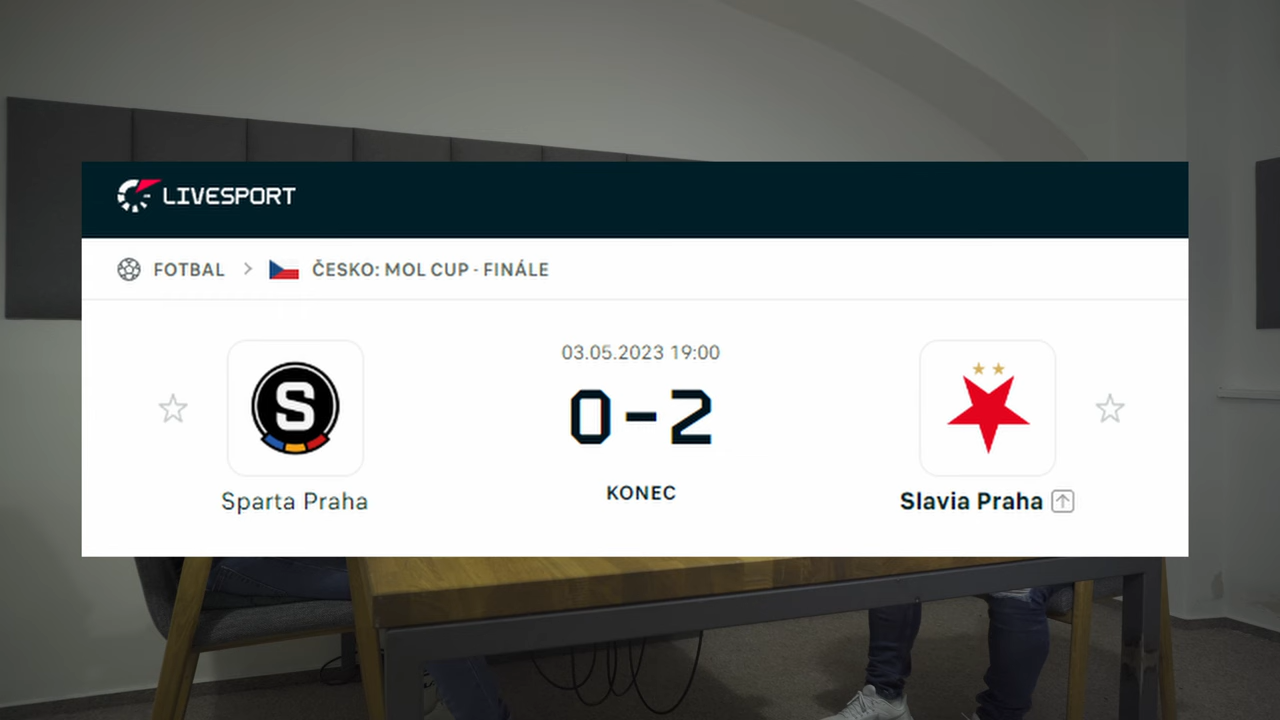 LIVESPORT
FOTBAL > ČESKO: MOL CUP - FINÁLE
03.05.2023 19:00
0-2
KONEC
S
Sparta Praha
Slavia Praha